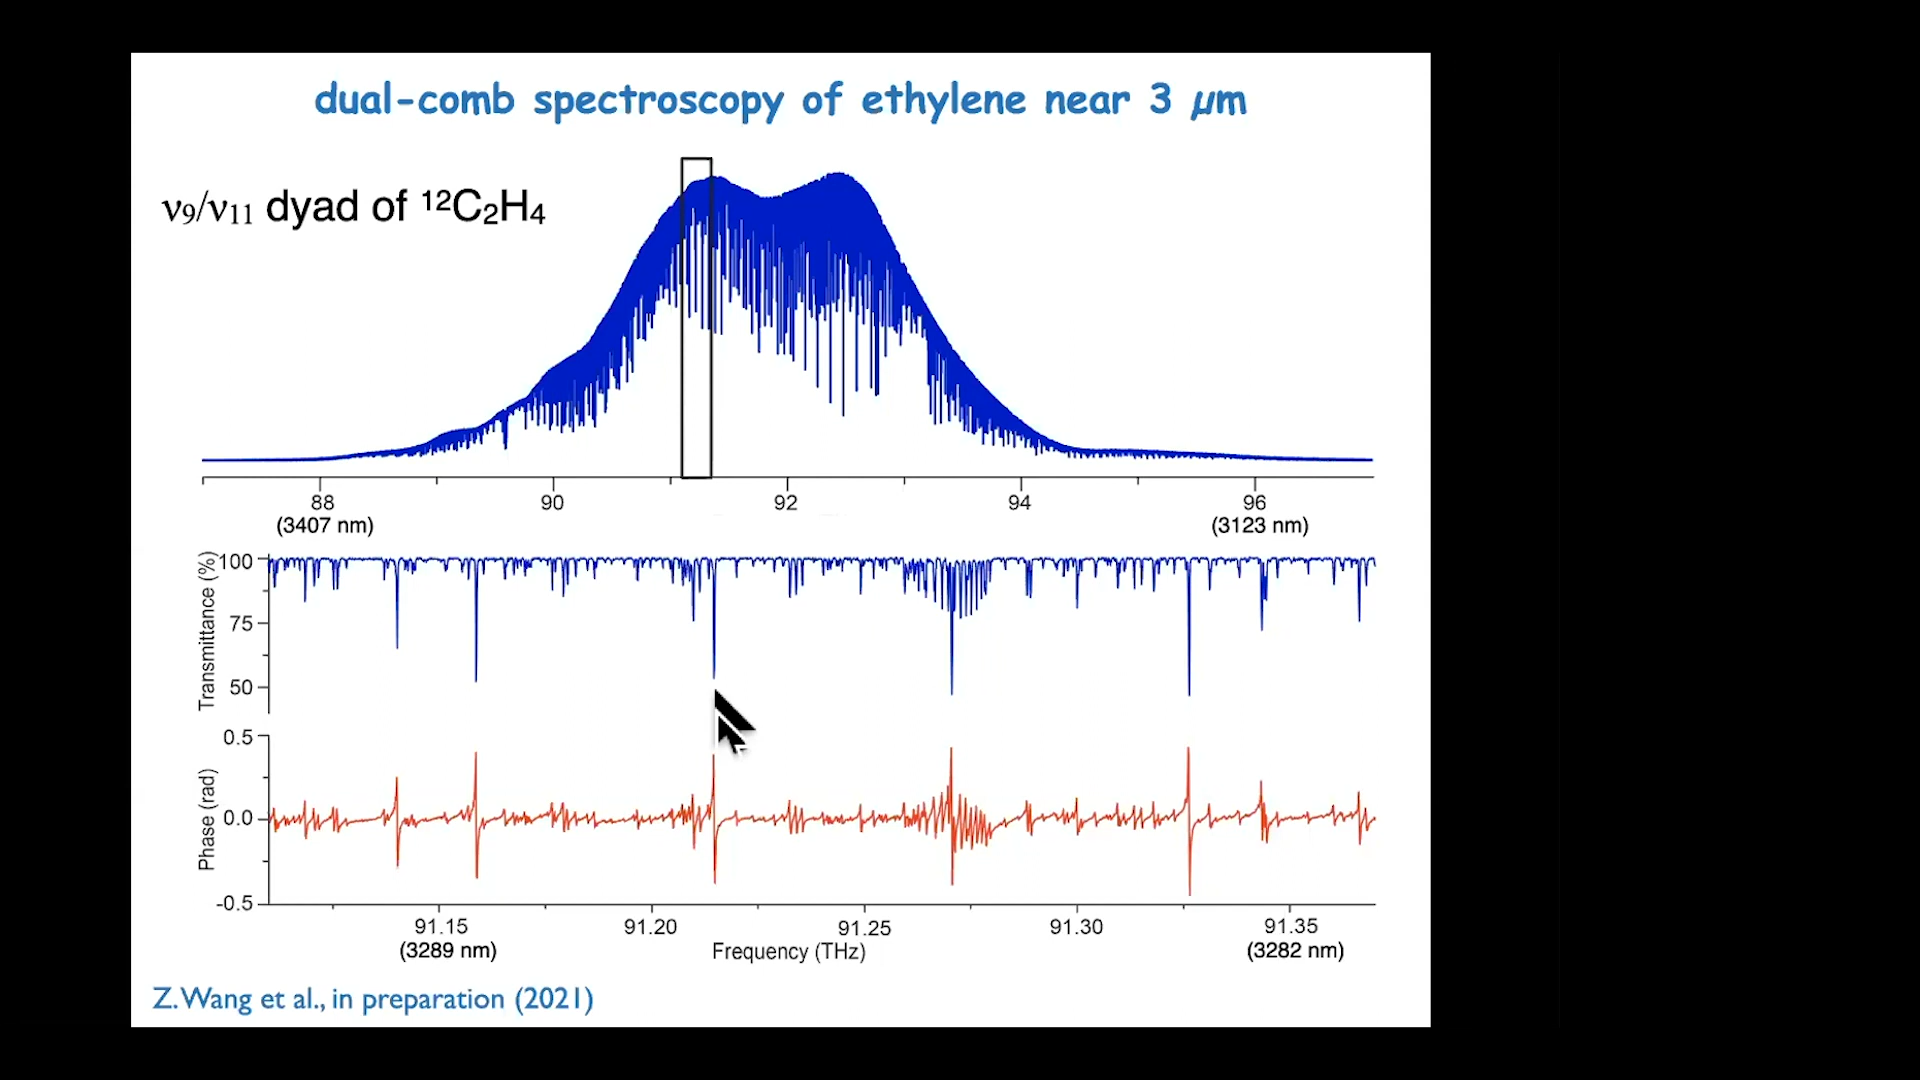 dual-comb spectroscopy of ethylene near 3 µm
ν₉/ν₁₁ dyad of ¹²C₂H₄
88 90 92 94 96
(3407 nm) (3123 nm)
Transmittance (%)
100
75
50
Phase (rad)
0.5
0.0
-0.5
91.15 91.20 91.25 91.30 91.35
(3289 nm) Frequency (THz) (3282 nm)
Z. Wang et al., in preparation (2021)